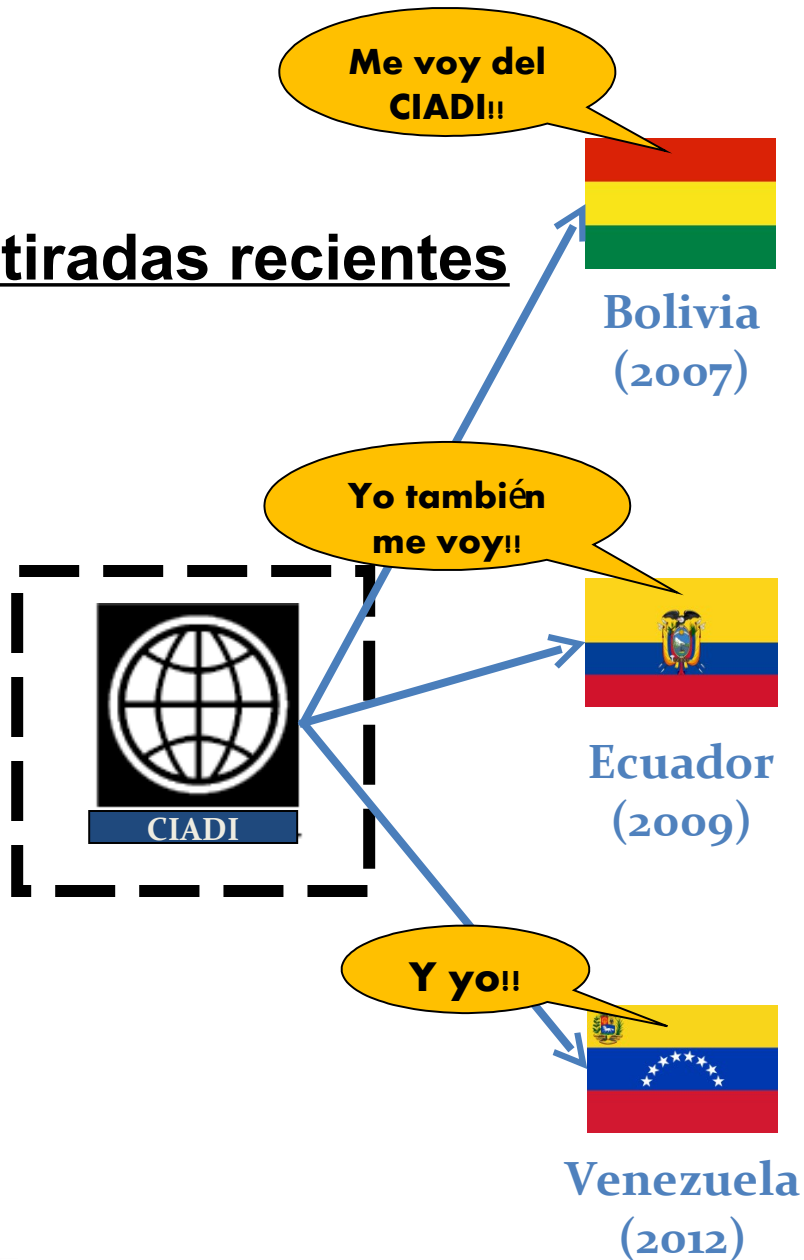 Me voy del
CIADI!!
tiradas recientes
Bolivia
(2007)
Yo también
me voy!!
CIADI
Ecuador
(2009)
Y yo!!
Venezuela
(2012)